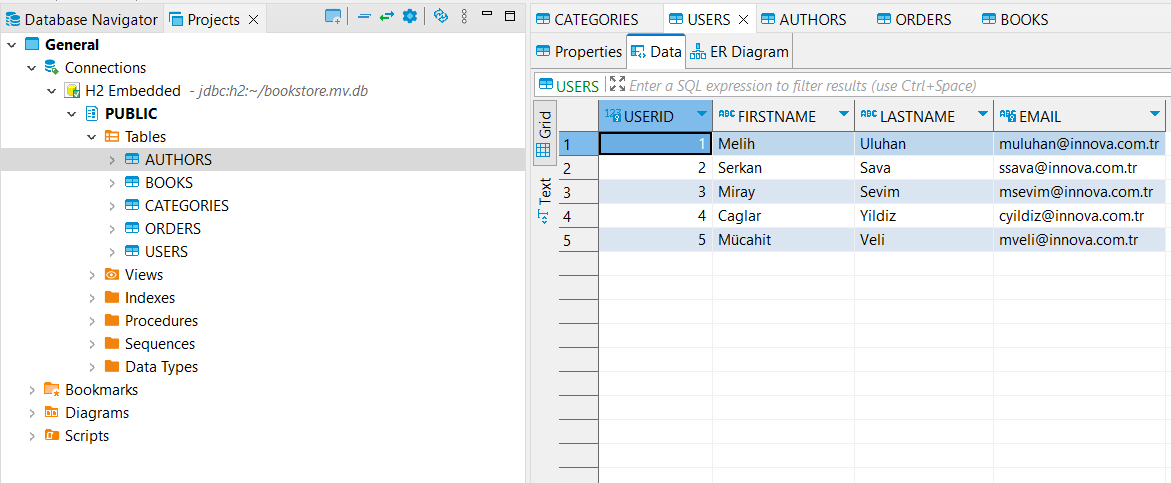 Database Navigator Projects
General
Connections
H2 Embedded - jdbc:h2:~/bookstore.mv.db
PUBLIC
Tables
AUTHORS
BOOKS
CATEGORIES
ORDERS
USERS
Views
Indexes
Procedures
Sequences
Data Types
Bookmarks
Diagrams
Scripts
CATEGORIES USERS AUTHORS ORDERS BOOKS
Properties Data ER Diagram
USERS Enter a SQL expression to filter results (use Ctrl+Space)
Grid
Text
123 USERID ABC FIRSTNAME ABC LASTNAME ABC EMAIL
1 1 Melih Uluhan muluhan@innova.com.tr
2 2 Serkan Sava ssava@innova.com.tr
3 3 Miray Sevim msevim@innova.com.tr
4 4 Caglar Yildiz cyildiz@innova.com.tr
5 5 Mücahit Veli mveli@innova.com.tr